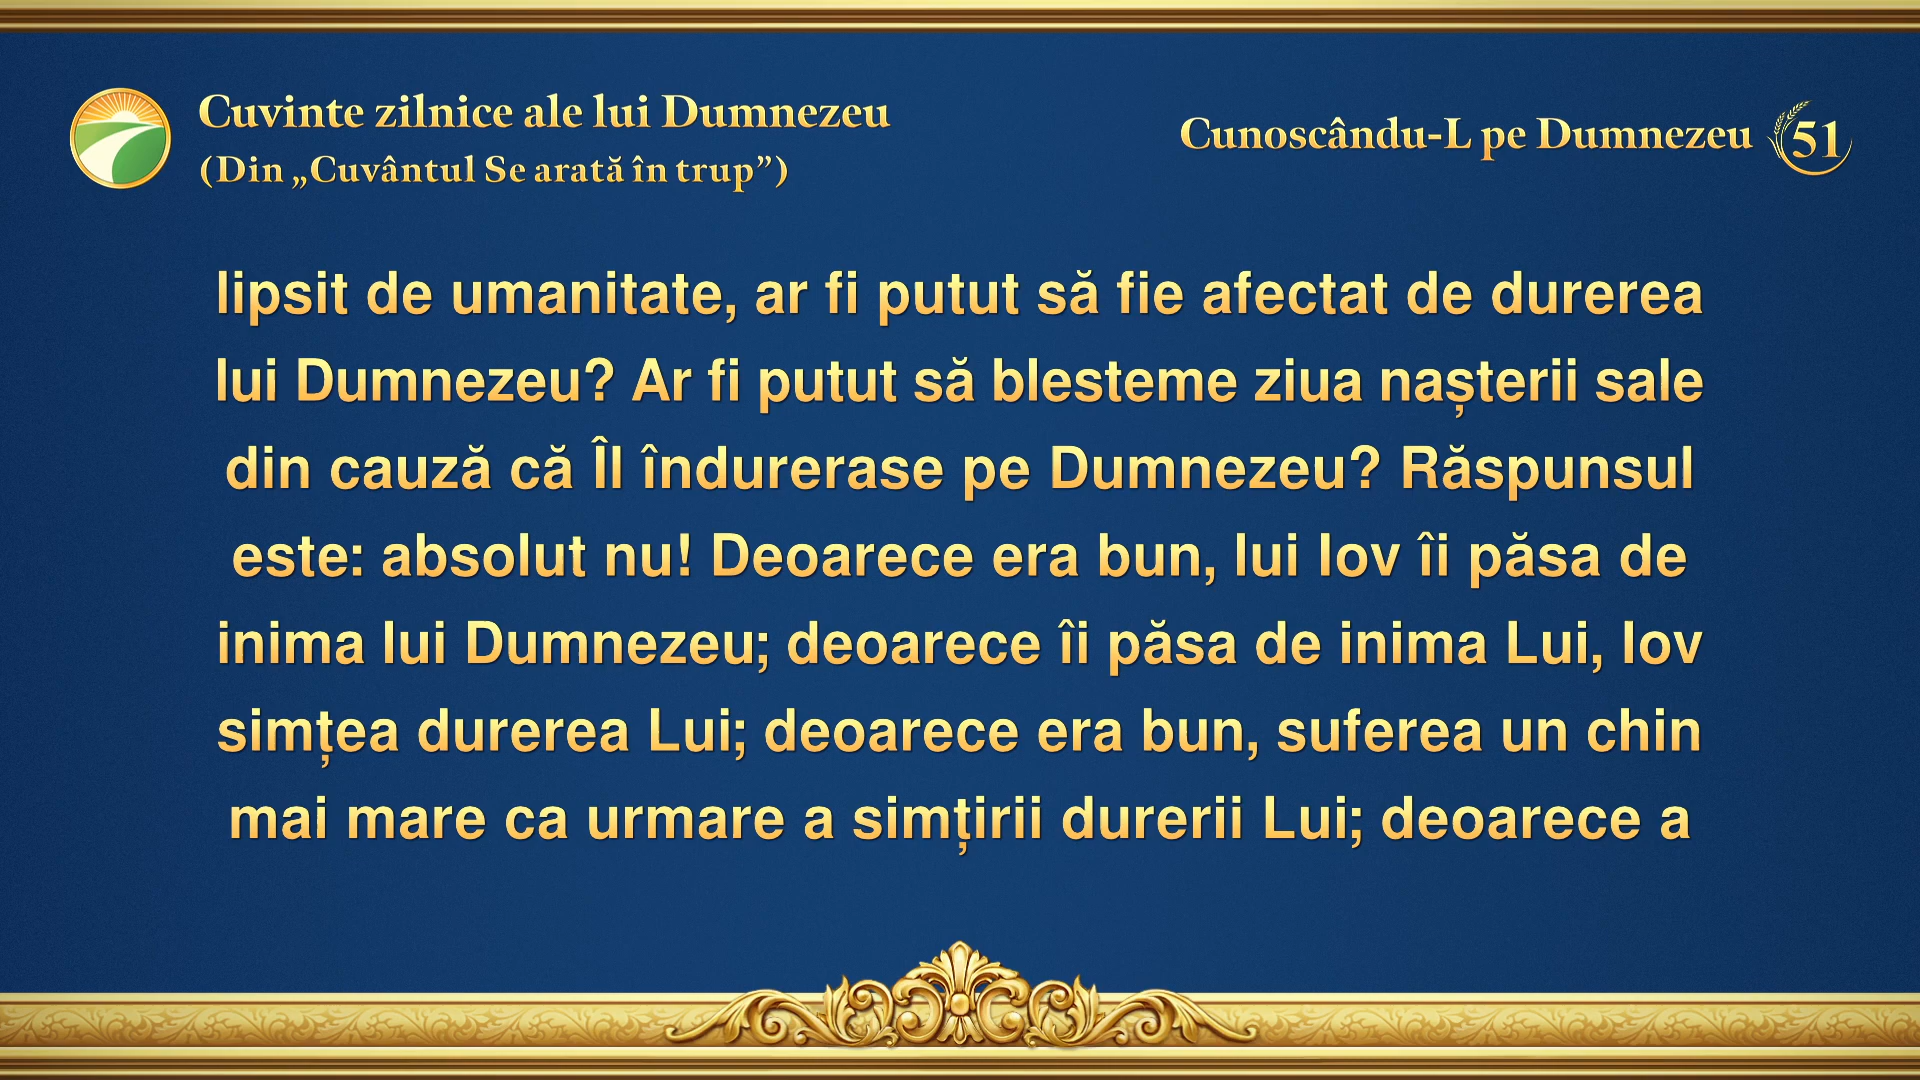 Cuvinte zilnice ale lui Dumnezeu
(Din „Cuvântul Se arată în trup”)
Cunoscându-L pe Dumnezeu 51
lipsit de umanitate, ar fi putut să fie afectat de durerea
lui Dumnezeu? Ar fi putut să blesteme ziua nașterii sale
din cauză că Îl îndurerase pe Dumnezeu? Răspunsul
este: absolut nu! Deoarece era bun, lui Iov îi păsa de
inima lui Dumnezeu; deoarece îi păsa de inima Lui, Iov
simțea durerea Lui; deoarece era bun, suferea un chin
mai mare ca urmare a simțirii durerii Lui; deoarece a